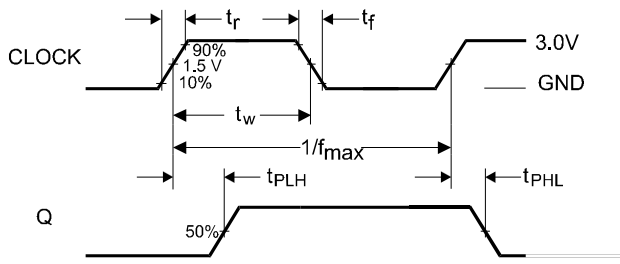 tr
tf
CLOCK
90%
1.5 V
10%
3.0V
GND
tw
1/fmax
tPLH
tPHL
Q
50%